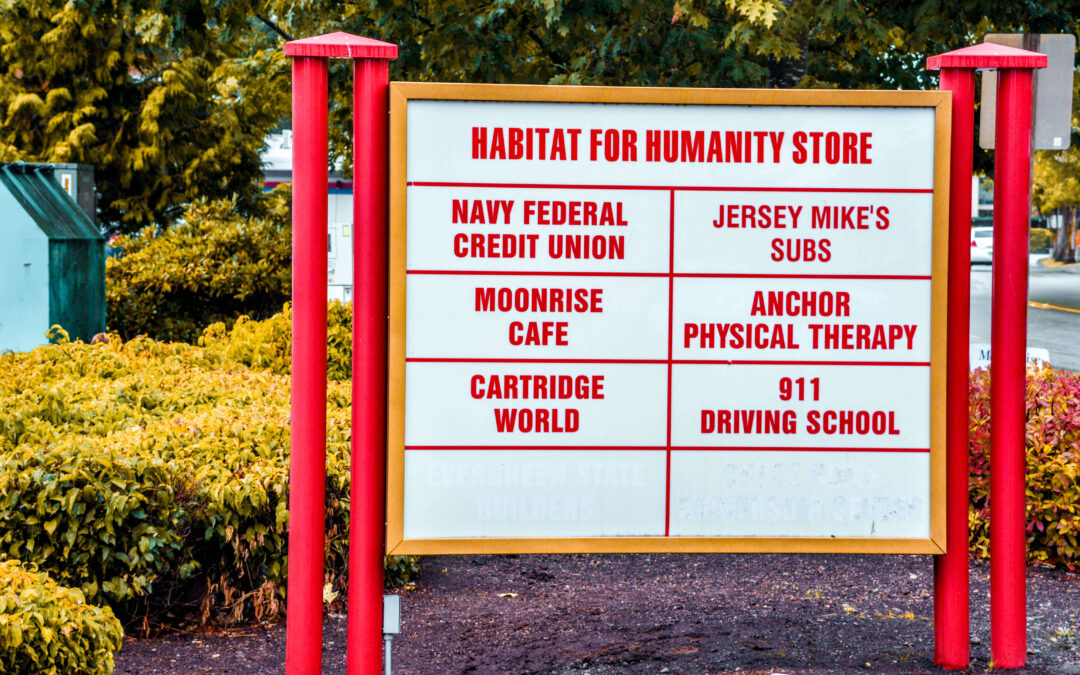 HABITAT FOR HUMANITY STORE
NAVY FEDERAL
CREDIT UNION
JERSEY MIKE'S
SUBS
MOONRISE
CAFE
ANCHOR
PHYSICAL THERAPY
CARTRIDGE
WORLD
911
DRIVING SCHOOL
EVERGREEN STATE
BUILDERS